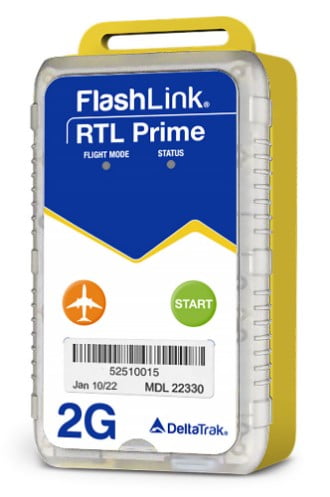 FlashLink®
RTL Prime
FLIGHT MODE STATUS
START
52510015
Jan 10/22 MDL 22330
2G DeltaTrak®